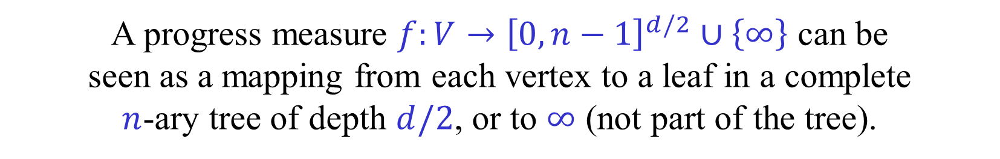 A progress measure f: V → [0, n − 1]^{d/2} ∪ {∞} can be
seen as a mapping from each vertex to a leaf in a complete
n-ary tree of depth d/2, or to ∞ (not part of the tree).